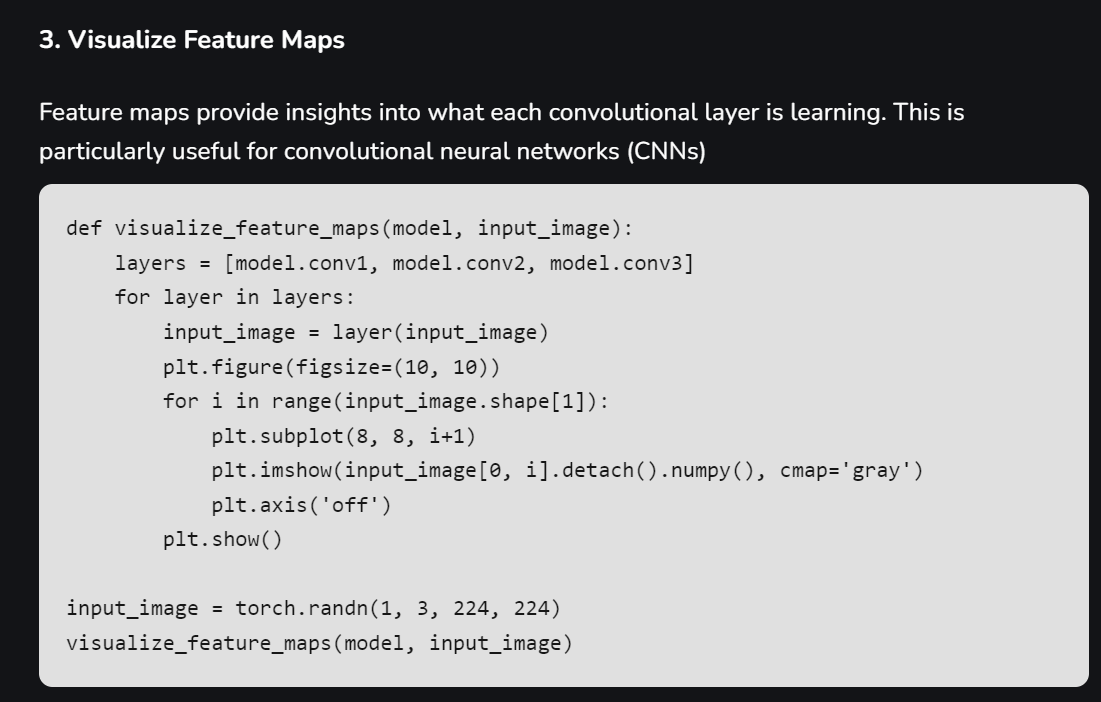 3. Visualize Feature Maps
Feature maps provide insights into what each convolutional layer is learning. This is
particularly useful for convolutional neural networks (CNNs)
def visualize_feature_maps(model, input_image):
    layers = [model.conv1, model.conv2, model.conv3]
    for layer in layers:
        input_image = layer(input_image)
        plt.figure(figsize=(10, 10))
        for i in range(input_image.shape[1]):
            plt.subplot(8, 8, i+1)
            plt.imshow(input_image[0, i].detach().numpy(), cmap='gray')
            plt.axis('off')
        plt.show()
input_image = torch.randn(1, 3, 224, 224)
visualize_feature_maps(model, input_image)